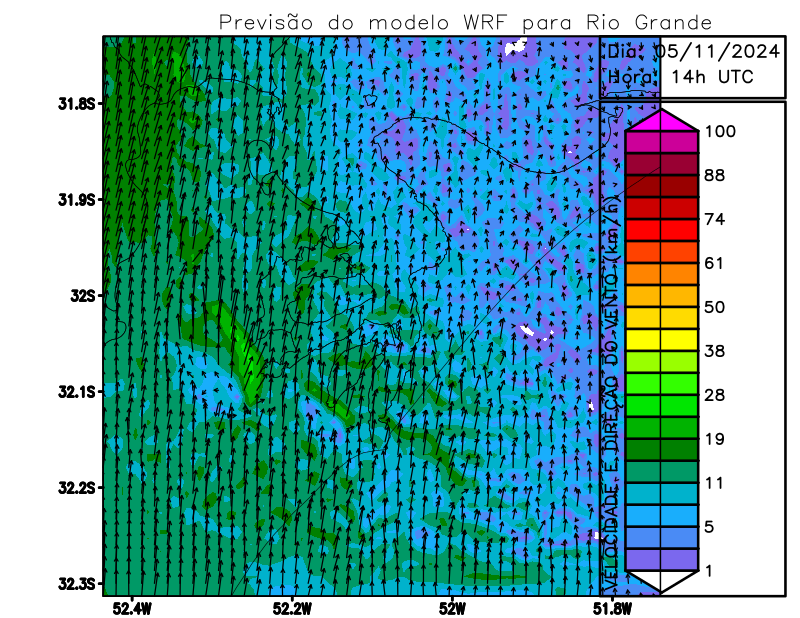 Previsão do modelo WRF para Rio Grande
Dia: 05/11/2024
Hora: 14h UTC
31.8S
31.9S
32S
32.1S
32.2S
32.3S
52.4W
52.2W
52W
51.8W
VELOCIDADE E DIREÇÃO DO VENTO (km/h)
100
88
74
61
50
38
28
19
11
5
1